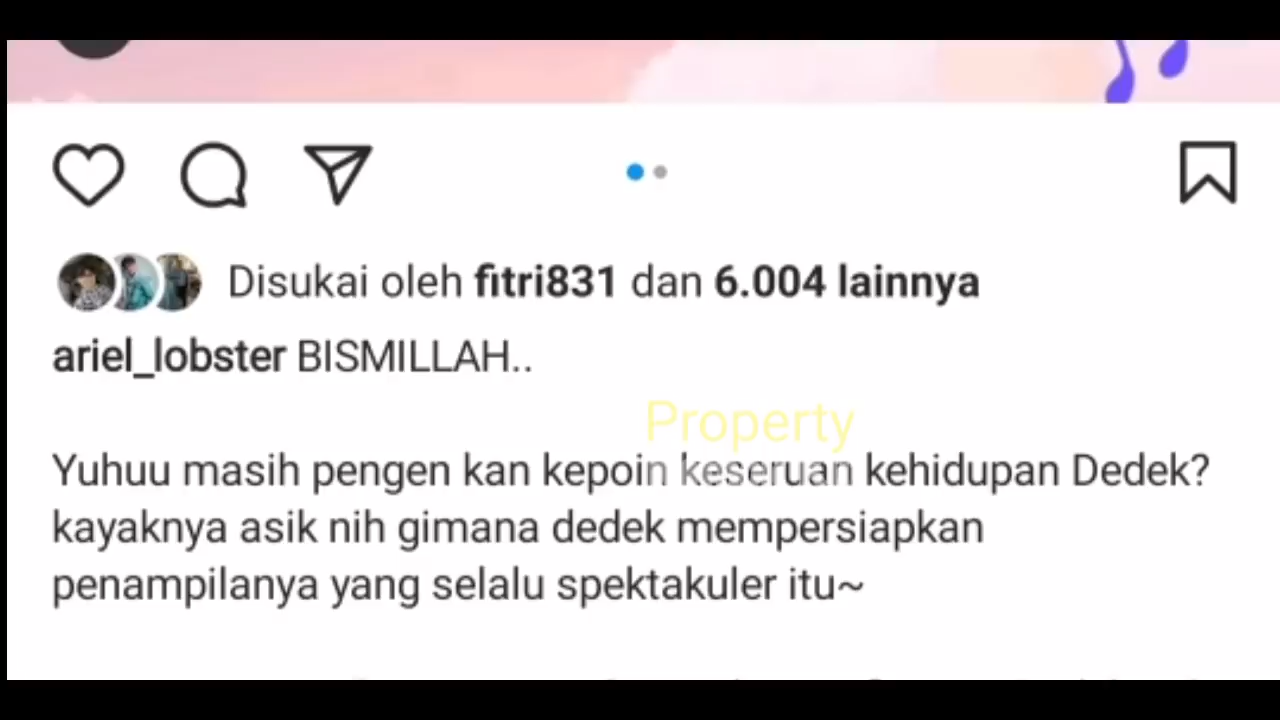 Disukai oleh fitri831 dan 6.004 lainnya
ariel_lobster BISMILLAH..
Property
Yuhuu masih pengen kan kepoin keseruan kehidupan Dedek?
kayaknya asik nih gimana dedek mempersiapkan
penampilanya yang selalu spektakuler itu~